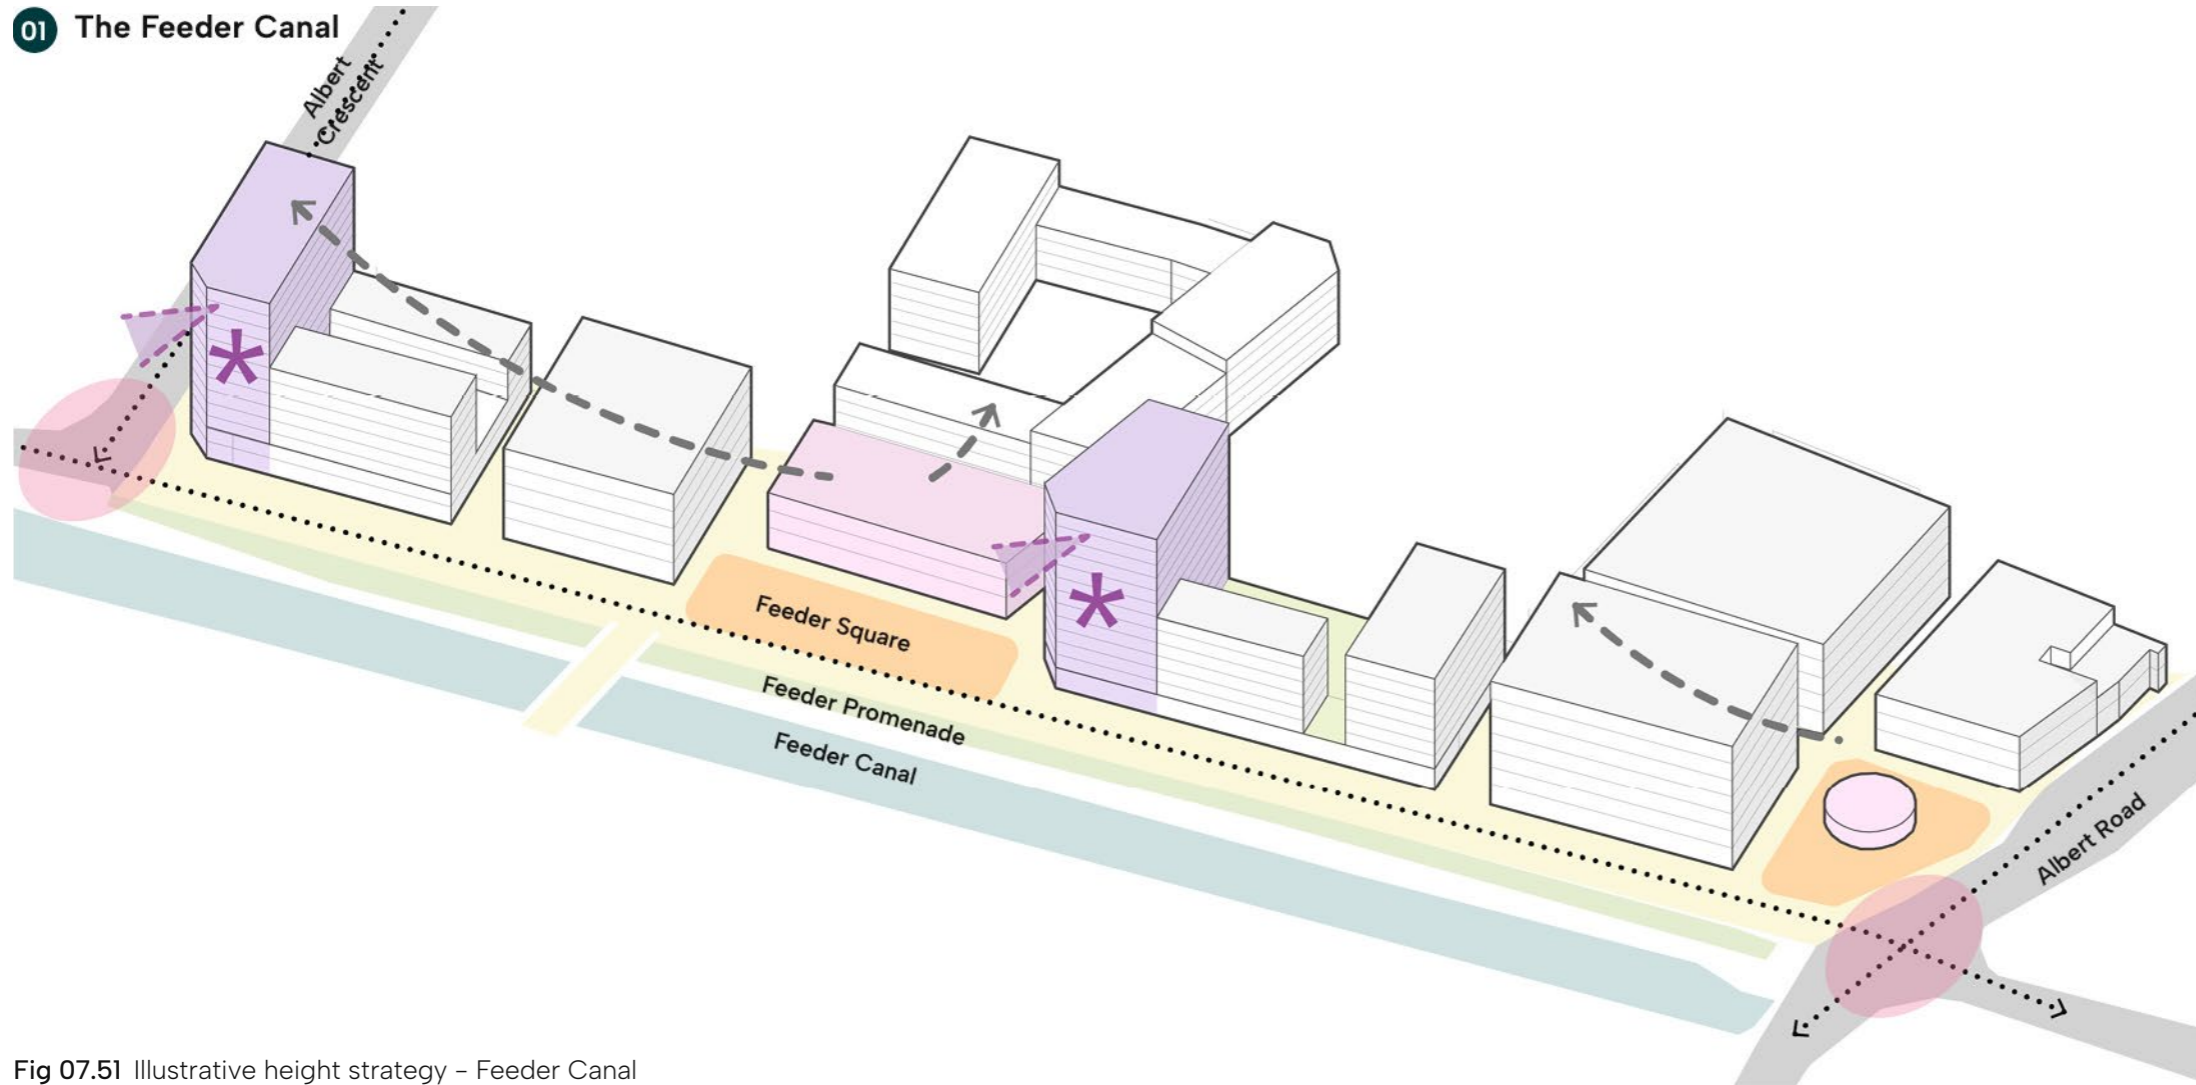 01 The Feeder Canal
Albert
Crescent
Feeder Square
Feeder Promenade
Feeder Canal
Albert Road
Fig 07.51 Illustrative height strategy – Feeder Canal